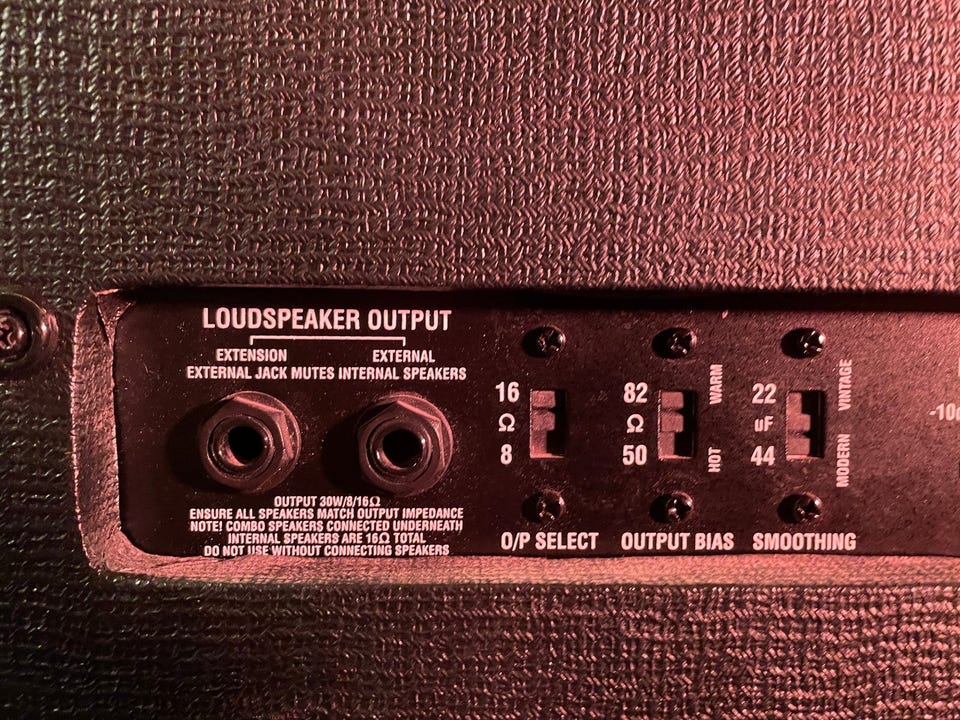 LOUDSPEAKER OUTPUT
EXTENSION EXTERNAL
EXTERNAL JACK MUTES INTERNAL SPEAKERS
OUTPUT 30W/8/16Ω
ENSURE ALL SPEAKERS MATCH OUTPUT IMPEDANCE
NOTE! COMBO SPEAKERS CONNECTED UNDERNEATH
INTERNAL SPEAKERS ARE 16Ω TOTAL
DO NOT USE WITHOUT CONNECTING SPEAKERS
16
Ω
8
O/P SELECT
82
Ω
50
WARM
HOT
OUTPUT BIAS
22
uF
44
VINTAGE
MODERN
SMOOTHING